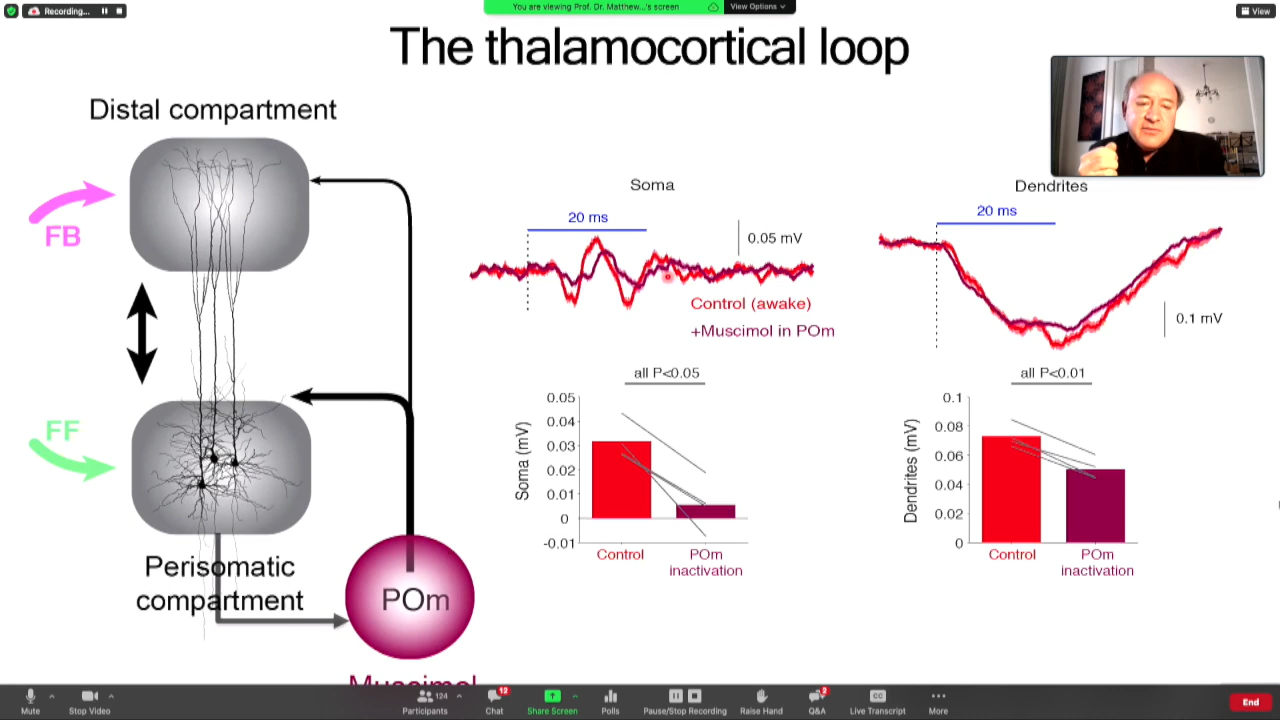 Recording...
You are viewing Prof. Dr. Matthew...'s screen
View Options
View
The thalamocortical loop
Distal compartment
FB
FF
Perisomatic
compartment
POm
Muscimol
Soma
20 ms
0.05 mV
Control (awake)
+Muscimol in POm
Dendrites
20 ms
0.1 mV
all P<0.05
Soma (mV)
0.05
0.04
0.03
0.02
0.01
0
-0.01
Control
POm
inactivation
all P<0.01
Dendrites (mV)
0.1
0.08
0.06
0.04
0.02
0
Control
POm
inactivation
Mute
Stop Video
124
Participants
12
Chat
Share Screen
Polls
Pause/Stop Recording
Raise Hand
2
Q&A
CC
Live Transcript
More
End